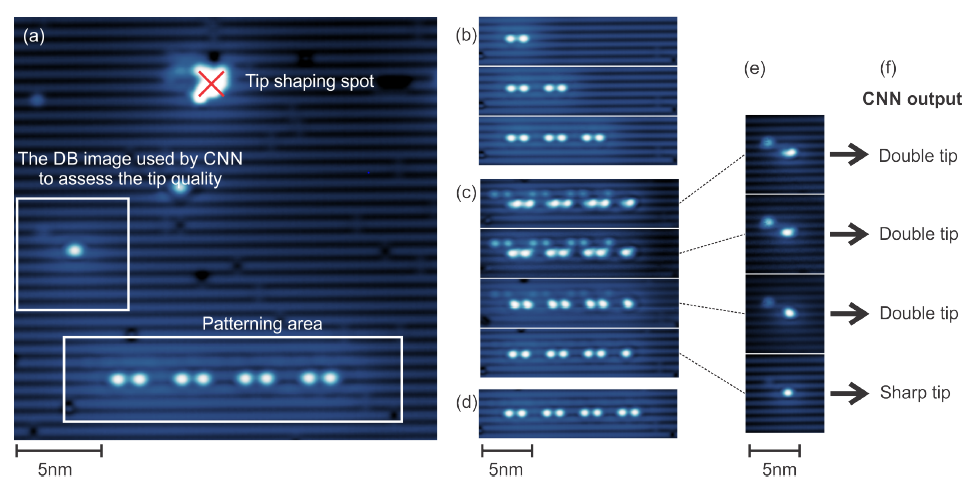 (a)
Tip shaping spot
The DB image used by CNN
to assess the tip quality
Patterning area
5nm
(b)
(c)
(d)
5nm
(e)
5nm
(f)
CNN output
Double tip
Double tip
Double tip
Sharp tip